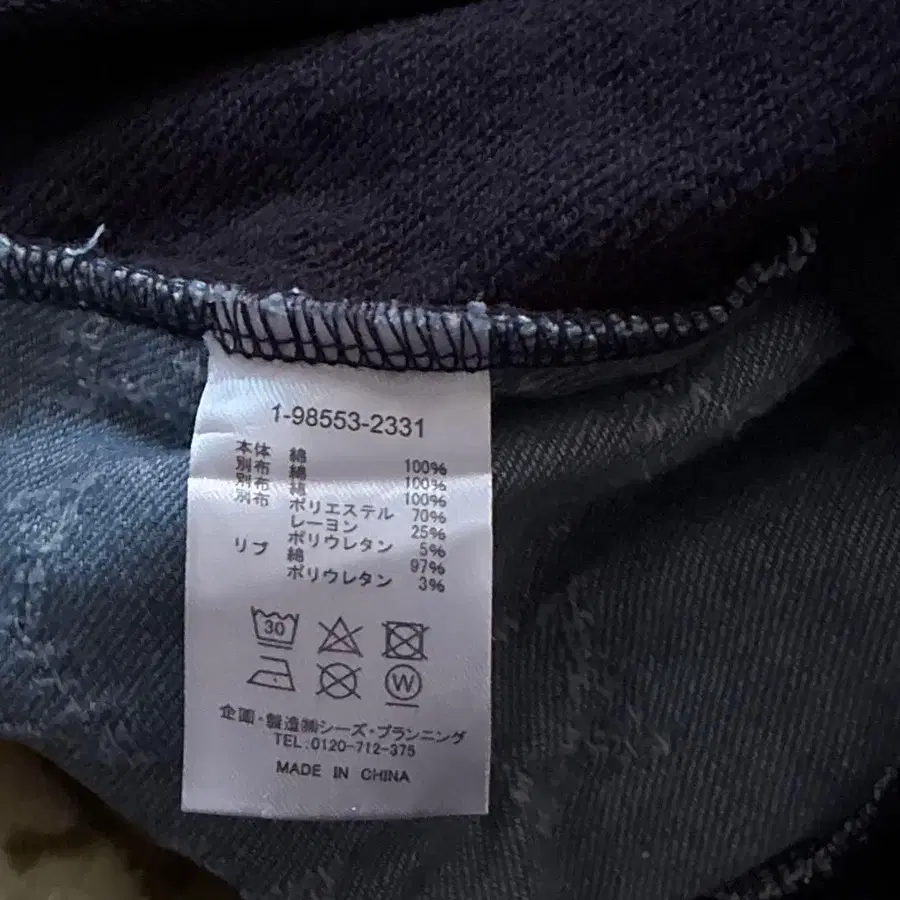 1-98553-2331
本体 綿 100%
別布 綿 100%
別布 綿 100%
別布 ポリエステル 70%
レーヨン 25%
ポリウレタン 5%
リブ 綿 97%
ポリウレタン 3%
30
W
企画・製造㈱シーズ・プランニング
TEL:0120-712-375
MADE IN CHINA